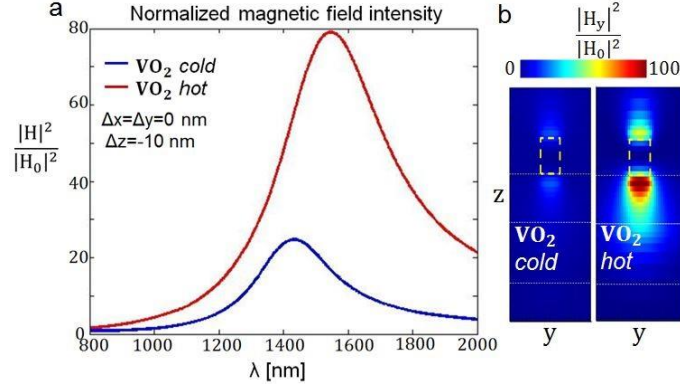 a
Normalized magnetic field intensity
80
60
40
20
0
|H|²
|H₀|²
VO₂ cold
VO₂ hot
Δx=Δy=0 nm
Δz=-10 nm
800
1000
1200
1400
1600
1800
2000
λ [nm]
b
|Hy|²
|H₀|²
0
100
z
VO₂
cold
VO₂
hot
y
y